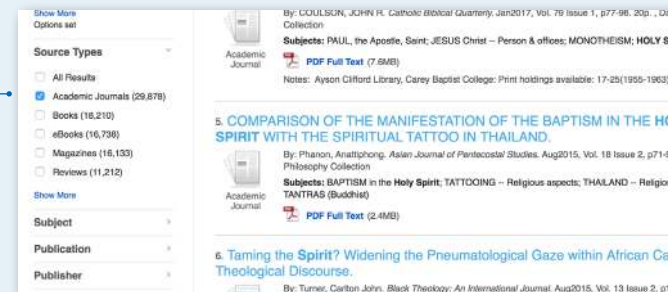 Show More
Options set
Source Types
All Results
Academic Journals (29,878)
Books (18,210)
eBooks (16,738)
Magazines (16,133)
Reviews (11,212)
Show More
Subject
Publication
Publisher
By: COULSON, JOHN R. Catholic Biblical Quarterly. Jan2017, Vol. 79 Issue 1, p77-96. 20p. ,
Collection
Subjects: PAUL, the Apostle, Saint; JESUS Christ -- Person & offices; MONOTHEISM; HOLY
Academic
Journal
PDF Full Text (7.6MB)
Notes: Ayson Clifford Library, Carey Baptist College: Print holdings available: 17-25(1955-1963)
5. COMPARISON OF THE MANIFESTATION OF THE BAPTISM IN THE
SPIRIT WITH THE SPIRITUAL TATTOO IN THAILAND.
By: Phanon, Anattiphong. Asian Journal of Pentecostal Studies. Aug2015, Vol. 18 Issue 2,
Philosophy Collection
Subjects: BAPTISM in the Holy Spirit; TATTOOING -- Religious aspects; THAILAND --
TANTRAS (Buddhist)
Academic
Journal
PDF Full Text (2.4MB)
6. Taming the Spirit? Widening the Pneumatological Gaze within African
Theological Discourse.
By: Turner, Carlton John. Black Theology: An International Journal. Aug2015, Vol. 13 Issue 2,